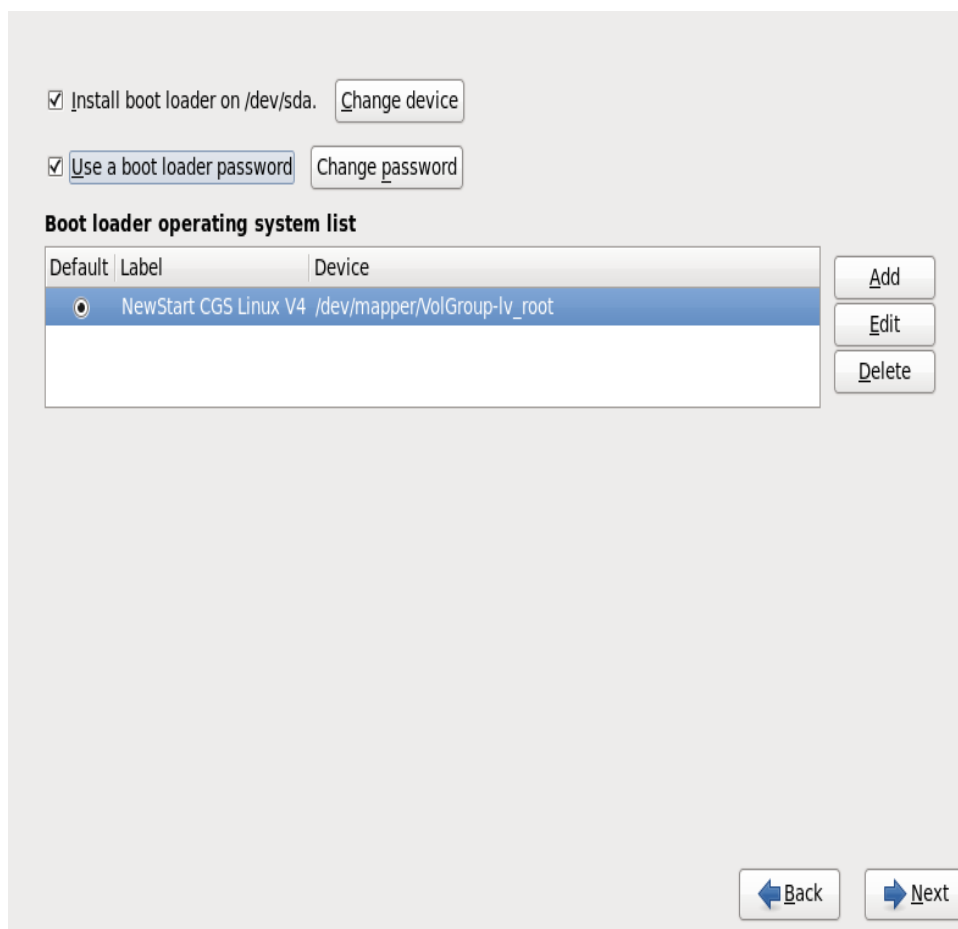 Install boot loader on /dev/sda. Change device
Use a boot loader password Change password
Boot loader operating system list
Default Label Device
NewStart CGS Linux V4 /dev/mapper/VolGroup-lv_root
Add
Edit
Delete
Back Next